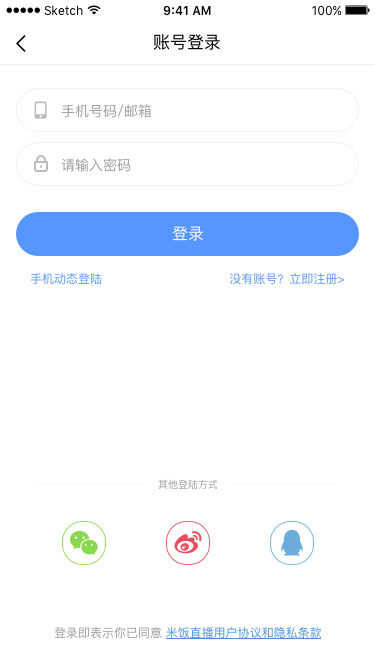 Sketch 9:41 AM 100%
账号登录
手机号码/邮箱
请输入密码
登录
手机动态登陆 没有账号？立即注册>
其他登陆方式
登录即表示你已同意 米饭直播用户协议和隐私条款